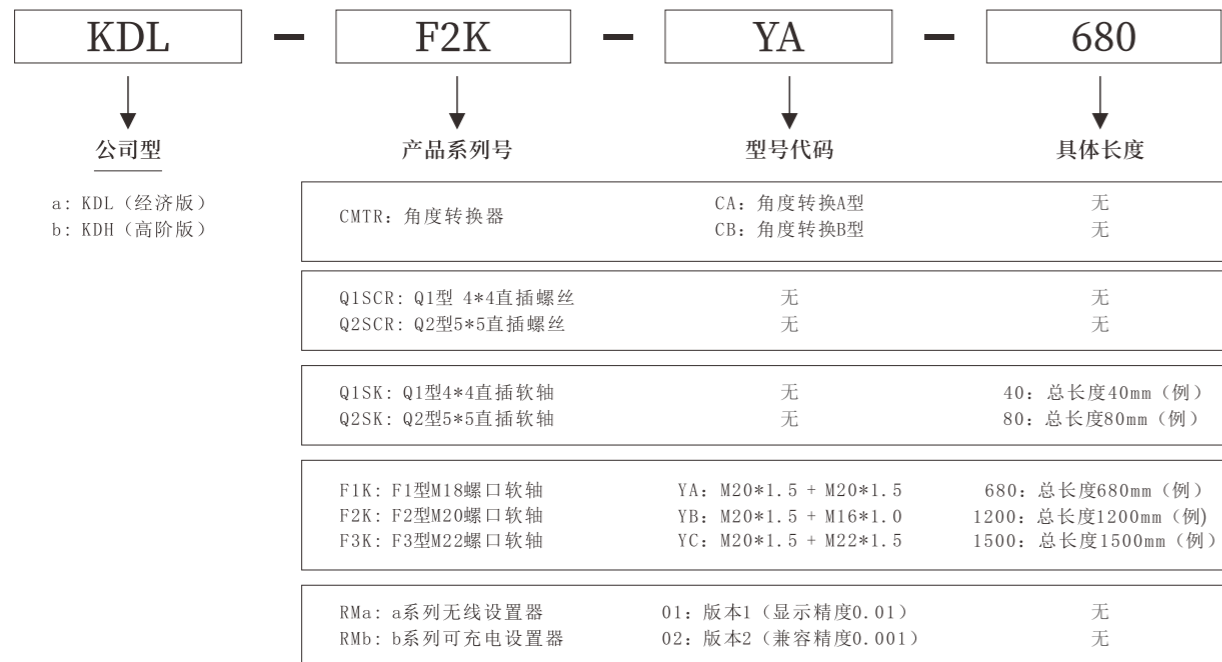 KDL — F2K — YA — 680
公司型 产品系列号 型号代码 具体长度
a: KDL（经济版）
b: KDH（高阶版）
CMTR: 角度转换器
CA: 角度转换A型 无
CB: 角度转换B型 无
Q1SCR: Q1型 4*4直插螺丝 无 无
Q2SCR: Q2型5*5直插螺丝 无 无
Q1SK: Q1型4*4直插软轴 无 40: 总长度40mm（例）
Q2SK: Q2型5*5直插软轴 无 80: 总长度80mm（例）
F1K: F1型M18螺口软轴 YA: M20*1.5 + M20*1.5 680: 总长度680mm（例）
F2K: F2型M20螺口软轴 YB: M20*1.5 + M16*1.0 1200: 总长度1200mm（例)
F3K: F3型M22螺口软轴 YC: M20*1.5 + M22*1.5 1500: 总长度1500mm（例）
RMa: a系列无线设置器 01: 版本1（显示精度0.01） 无
RMb: b系列可充电设置器 02: 版本2（兼容精度0.001） 无